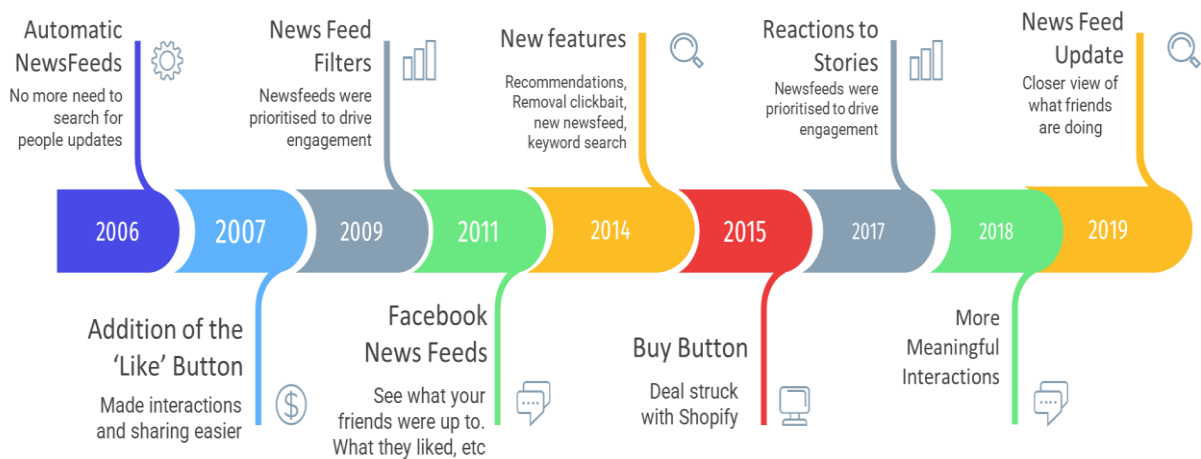 Automatic
NewsFeeds
No more need to
search for
people updates
News Feed
Filters
Newsfeeds were
prioritised to drive
engagement
New features
Recommendations,
Removal clickbait,
new newsfeed,
keyword search
Reactions to
Stories
Newsfeeds were
prioritised to drive
engagement
News Feed
Update
Closer view of
what friends
are doing
2006
2007
2009
2011
2014
2015
2017
2018
2019
Addition of the
‘Like’ Button
Made interactions
and sharing easier
$
Facebook
News Feeds
See what your
friends were up to.
What they liked, etc
Buy Button
Deal struck
with Shopify
More
Meaningful
Interactions